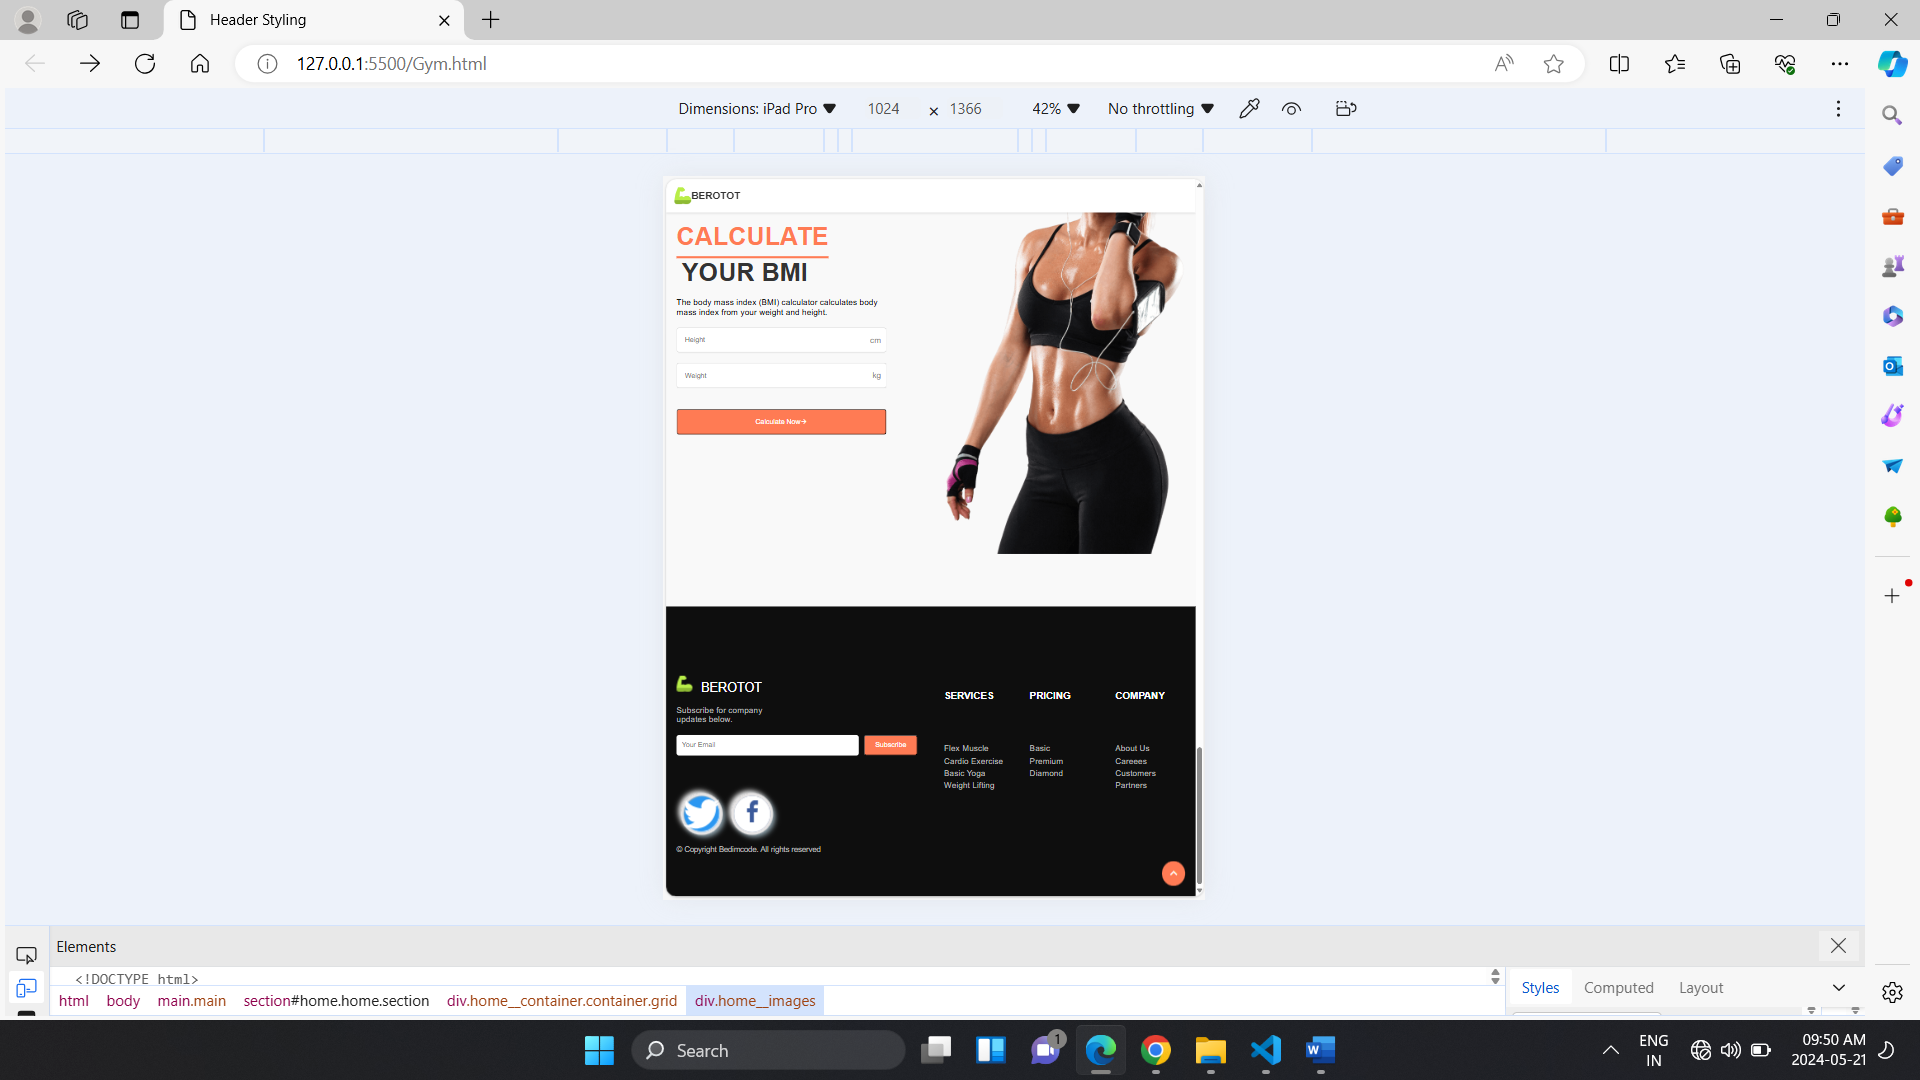 Header Styling
127.0.0.1:5500/Gym.html
Dimensions: iPad Pro 1024 × 1366 42% No throttling
BEROTOT
CALCULATE
YOUR BMI
The body mass index (BMI) calculator calculates body
mass index from your weight and height.
Height cm
Weight kg
Calculate Now→
BEROTOT
Subscribe for company
updates below.
Your Email Subscribe
SERVICES PRICING COMPANY
Flex Muscle Basic About Us
Cardio Exercise Premium Careees
Basic Yoga Diamond Customers
Weight Lifting Partners
© Copyright Bedimcode. All rights reserved
Elements
<!DOCTYPE html>
html body main.main section#home.home.section div.home__container.container.grid div.home__images
Styles Computed Layout
Search
1
ENG
IN
09:50 AM
2024-05-21